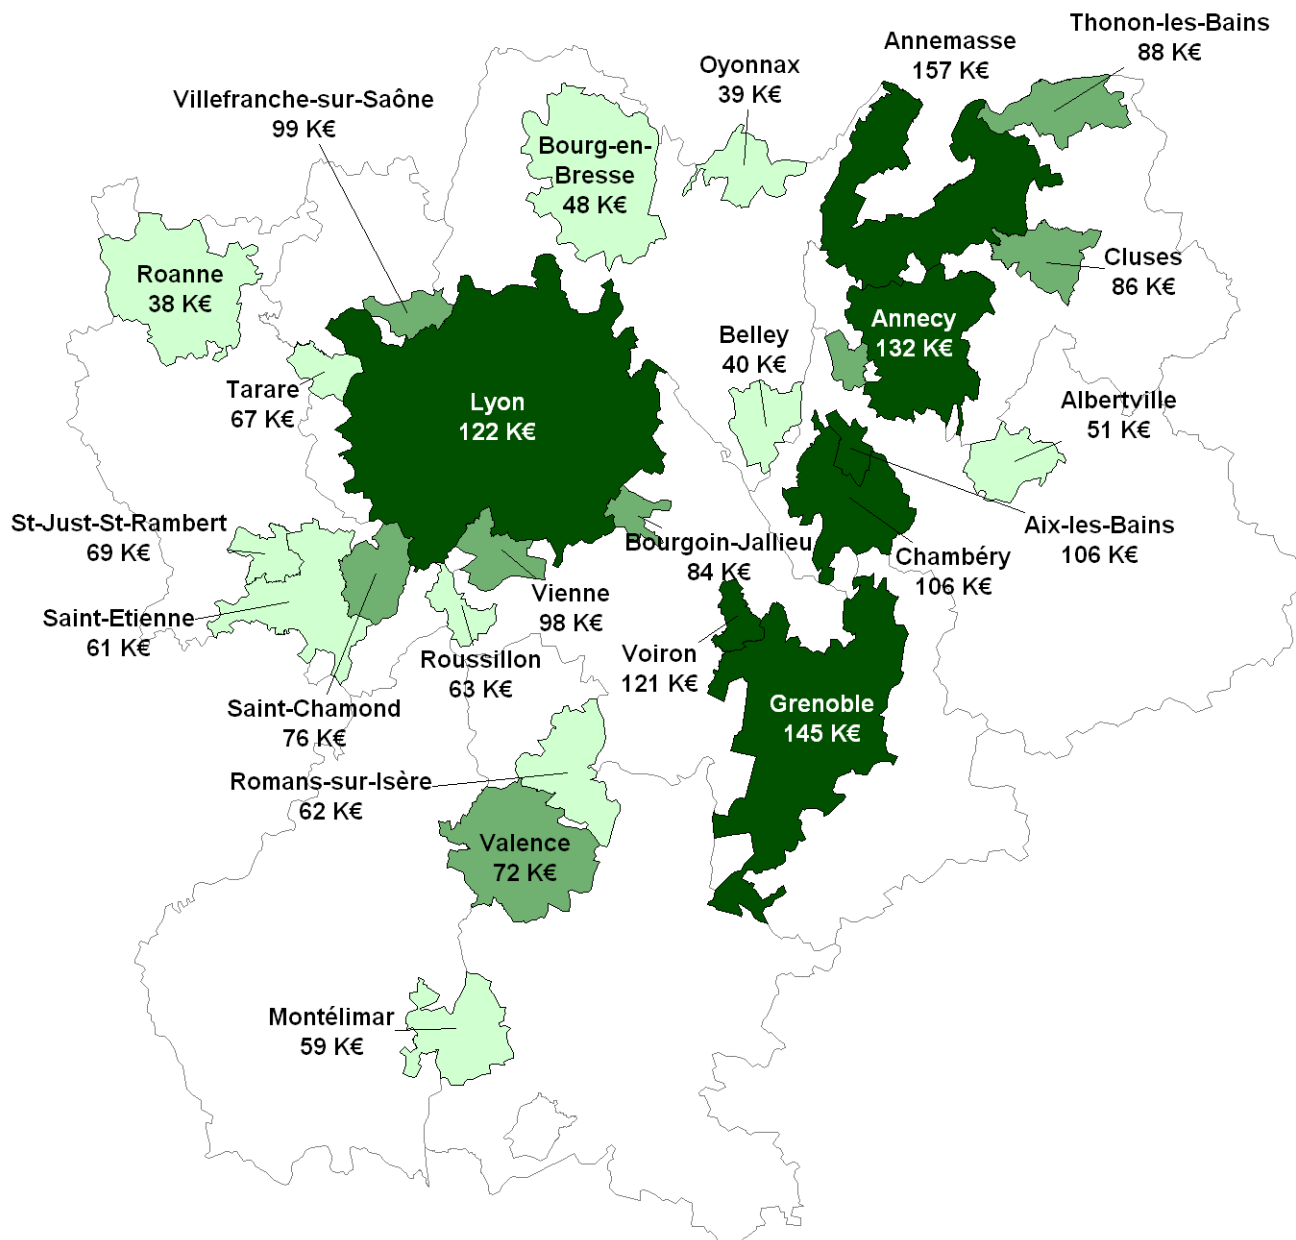 Thonon-les-Bains
88 K€
Annemasse
157 K€
Oyonnax
39 K€
Villefranche-sur-Saône
99 K€
Bourg-en-
Bresse
48 K€
Roanne
38 K€
Cluses
86 K€
Annecy
132 K€
Belley
40 K€
Tarare
67 K€
Lyon
122 K€
Albertville
51 K€
St-Just-St-Rambert
69 K€
Bourgoin-Jallieu
84 K€
Aix-les-Bains
106 K€
Chambéry
106 K€
Vienne
98 K€
Saint-Etienne
61 K€
Roussillon
63 K€
Voiron
121 K€
Saint-Chamond
76 K€
Grenoble
145 K€
Romans-sur-Isère
62 K€
Valence
72 K€
Montélimar
59 K€